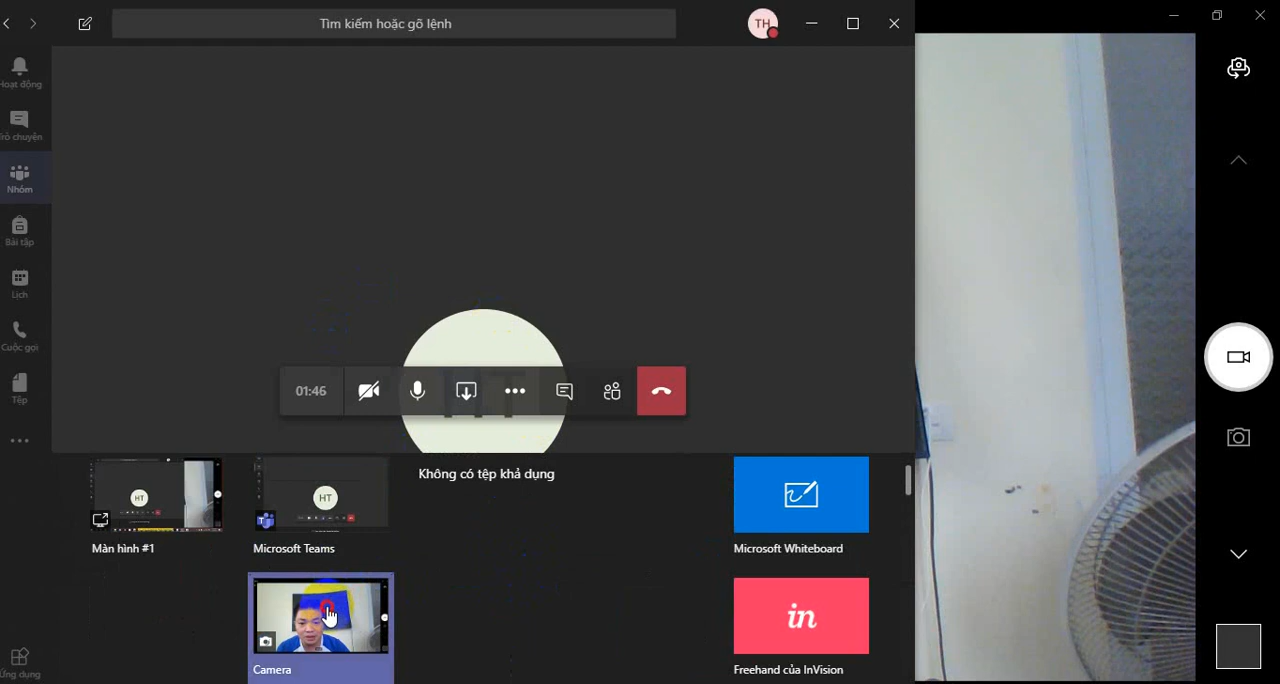 Tìm kiếm hoặc gõ lệnh
TH
Hoạt động
Trò chuyện
Nhóm
Bài tập
Lịch
Cuộc gọi
Tệp
Ứng dụng
01:46
Không có tệp khả dụng
HT
HT
Màn hình #1
Microsoft Teams
Microsoft Whiteboard
in
Camera
Freehand của InVision